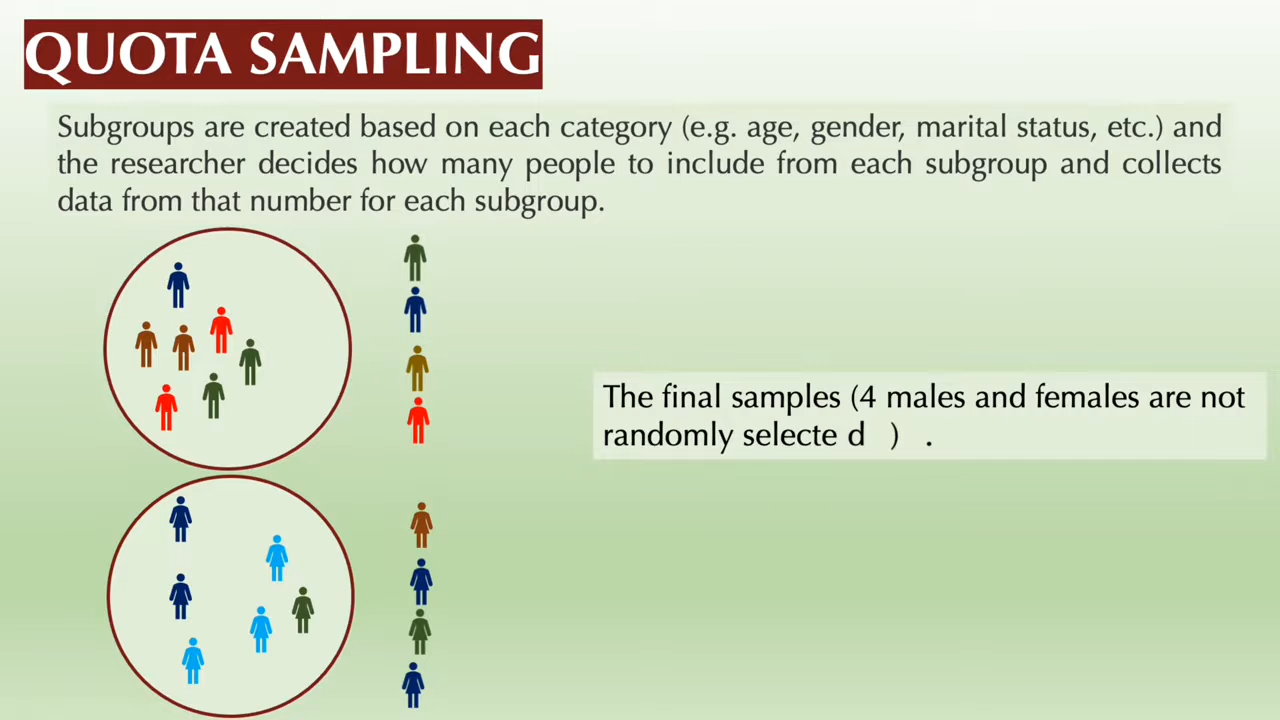 QUOTA SAMPLING
Subgroups are created based on each category (e.g. age, gender, marital status, etc.) and
the researcher decides how many people to include from each subgroup and collects
data from that number for each subgroup.
The final samples (4 males and females are not
randomly selecte d ) .